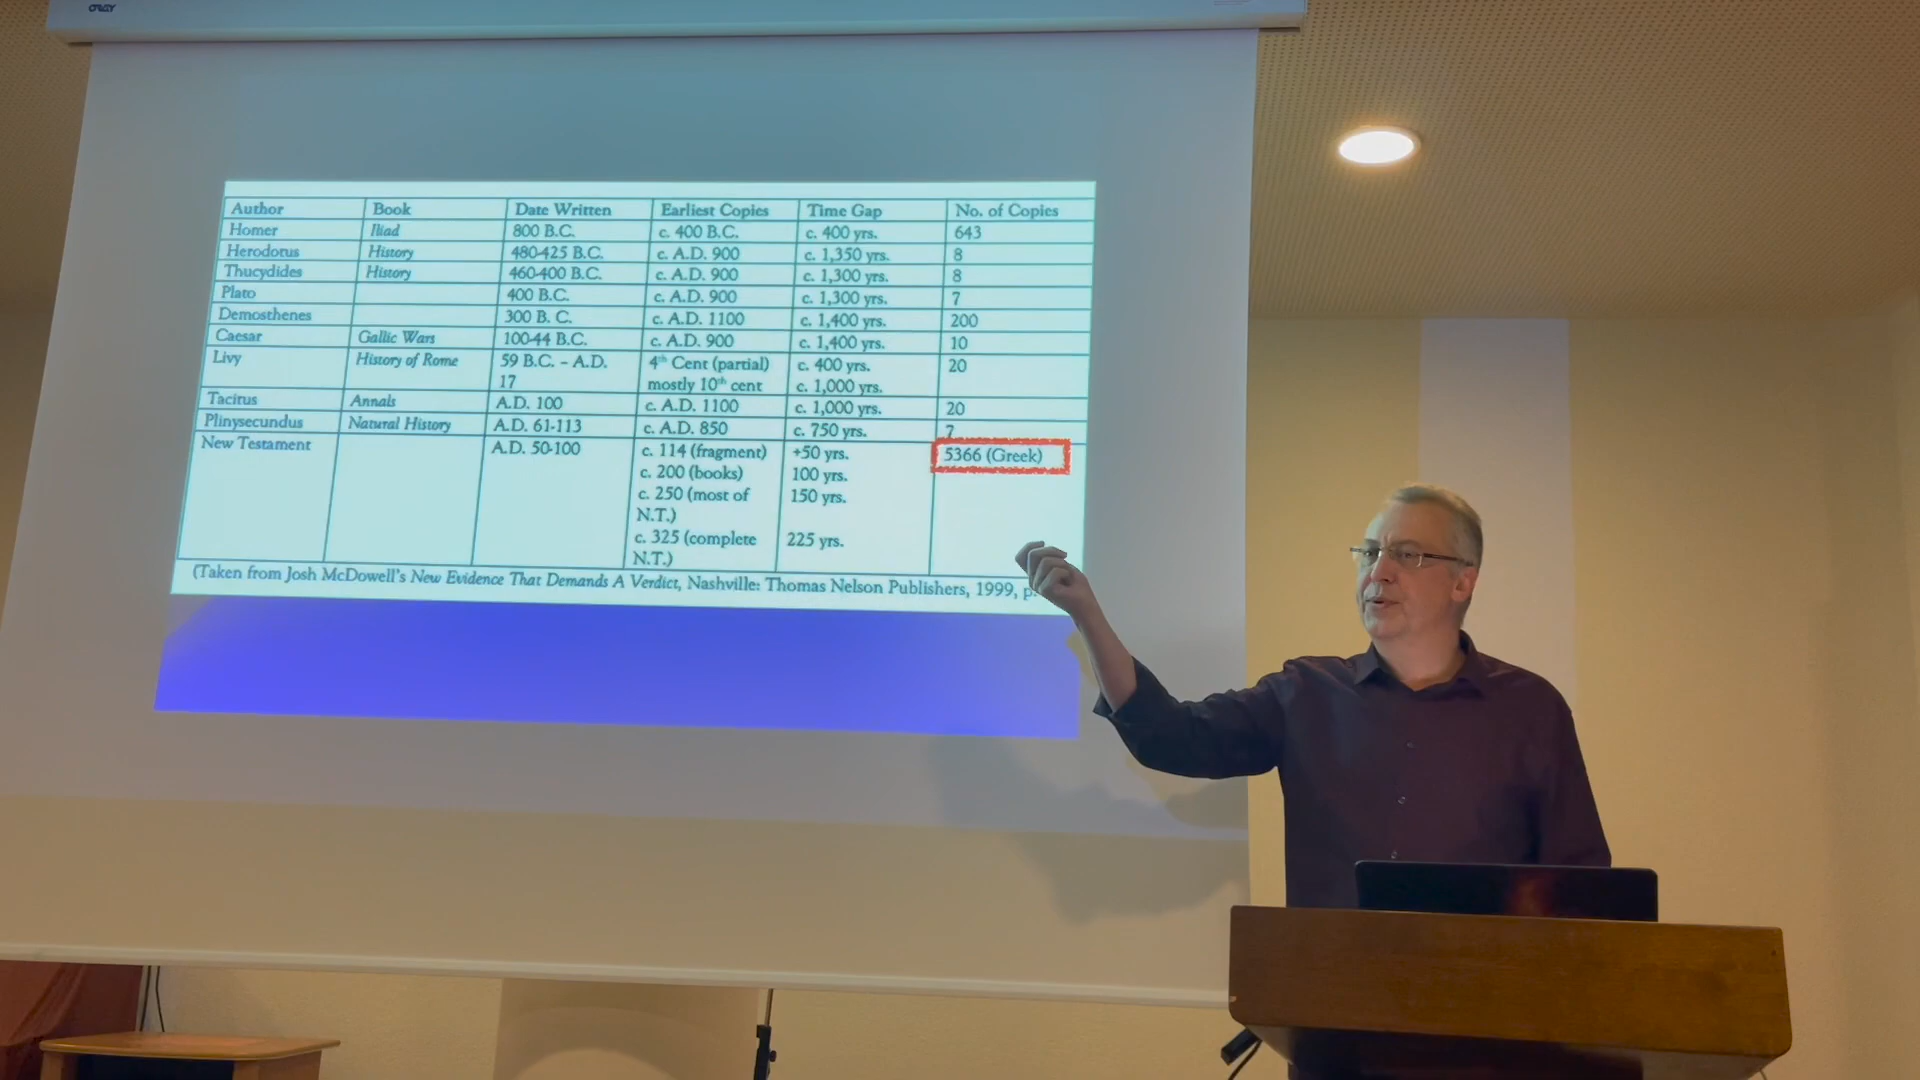 ORAY
Author Book Date Written Earliest Copies Time Gap No. of Copies
Homer Iliad 800 B.C. c. 400 B.C. c. 400 yrs. 643
Herodotus History 480-425 B.C. c. A.D. 900 c. 1,350 yrs. 8
Thucydides History 460-400 B.C. c. A.D. 900 c. 1,300 yrs. 8
Plato 400 B.C. c. A.D. 900 c. 1,300 yrs. 7
Demosthenes 300 B. C. c. A.D. 1100 c. 1,400 yrs. 200
Caesar Gallic Wars 100-44 B.C. c. A.D. 900 c. 1,400 yrs. 10
Livy History of Rome 59 B.C. – A.D. 4th Cent (partial) c. 400 yrs. 20
17 mostly 10th cent c. 1,000 yrs.
Tacitus Annals A.D. 100 c. A.D. 1100 c. 1,000 yrs. 20
Plinysecundus Natural History A.D. 61-113 c. A.D. 850 c. 750 yrs. 7
New Testament A.D. 50-100 c. 114 (fragment) +50 yrs. 5366 (Greek)
c. 200 (books) 100 yrs.
c. 250 (most of 150 yrs.
N.T.)
c. 325 (complete 225 yrs.
N.T.)
(Taken from Josh McDowell's New Evidence That Demands A Verdict, Nashville: Thomas Nelson Publishers, 1999, p.